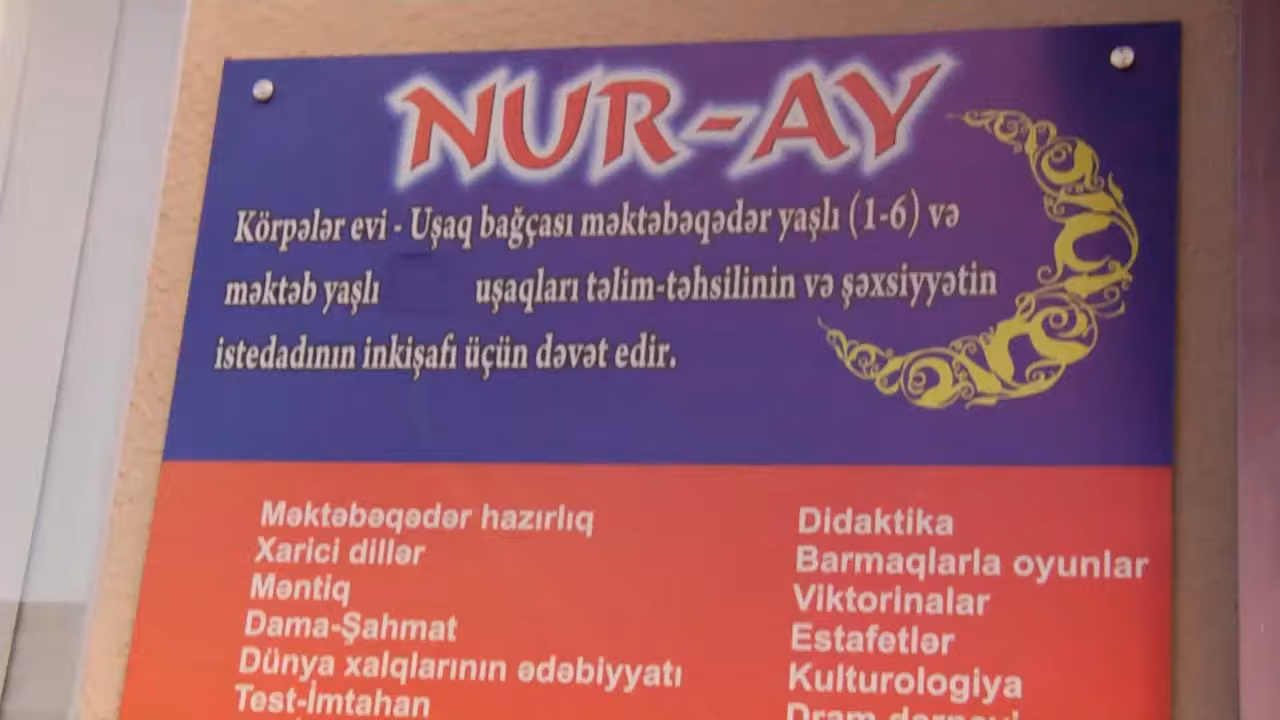 NUR-AY
Körpələr evi - Uşaq bağçası məktəbəqədər yaşlı (1-6) və
məktəb yaşlı uşaqları təlim-təhsilinin və şəxsiyyətin
istedadının inkişafı üçün dəvət edir.
Məktəbəqədər hazırlıq
Xarici dillər
Məntiq
Dama-Şahmat
Dünya xalqlarının ədəbiyyatı
Test-İmtahan
Didaktika
Barmaqlarla oyunlar
Viktorinalar
Estafetlər
Kulturologiya
Dram